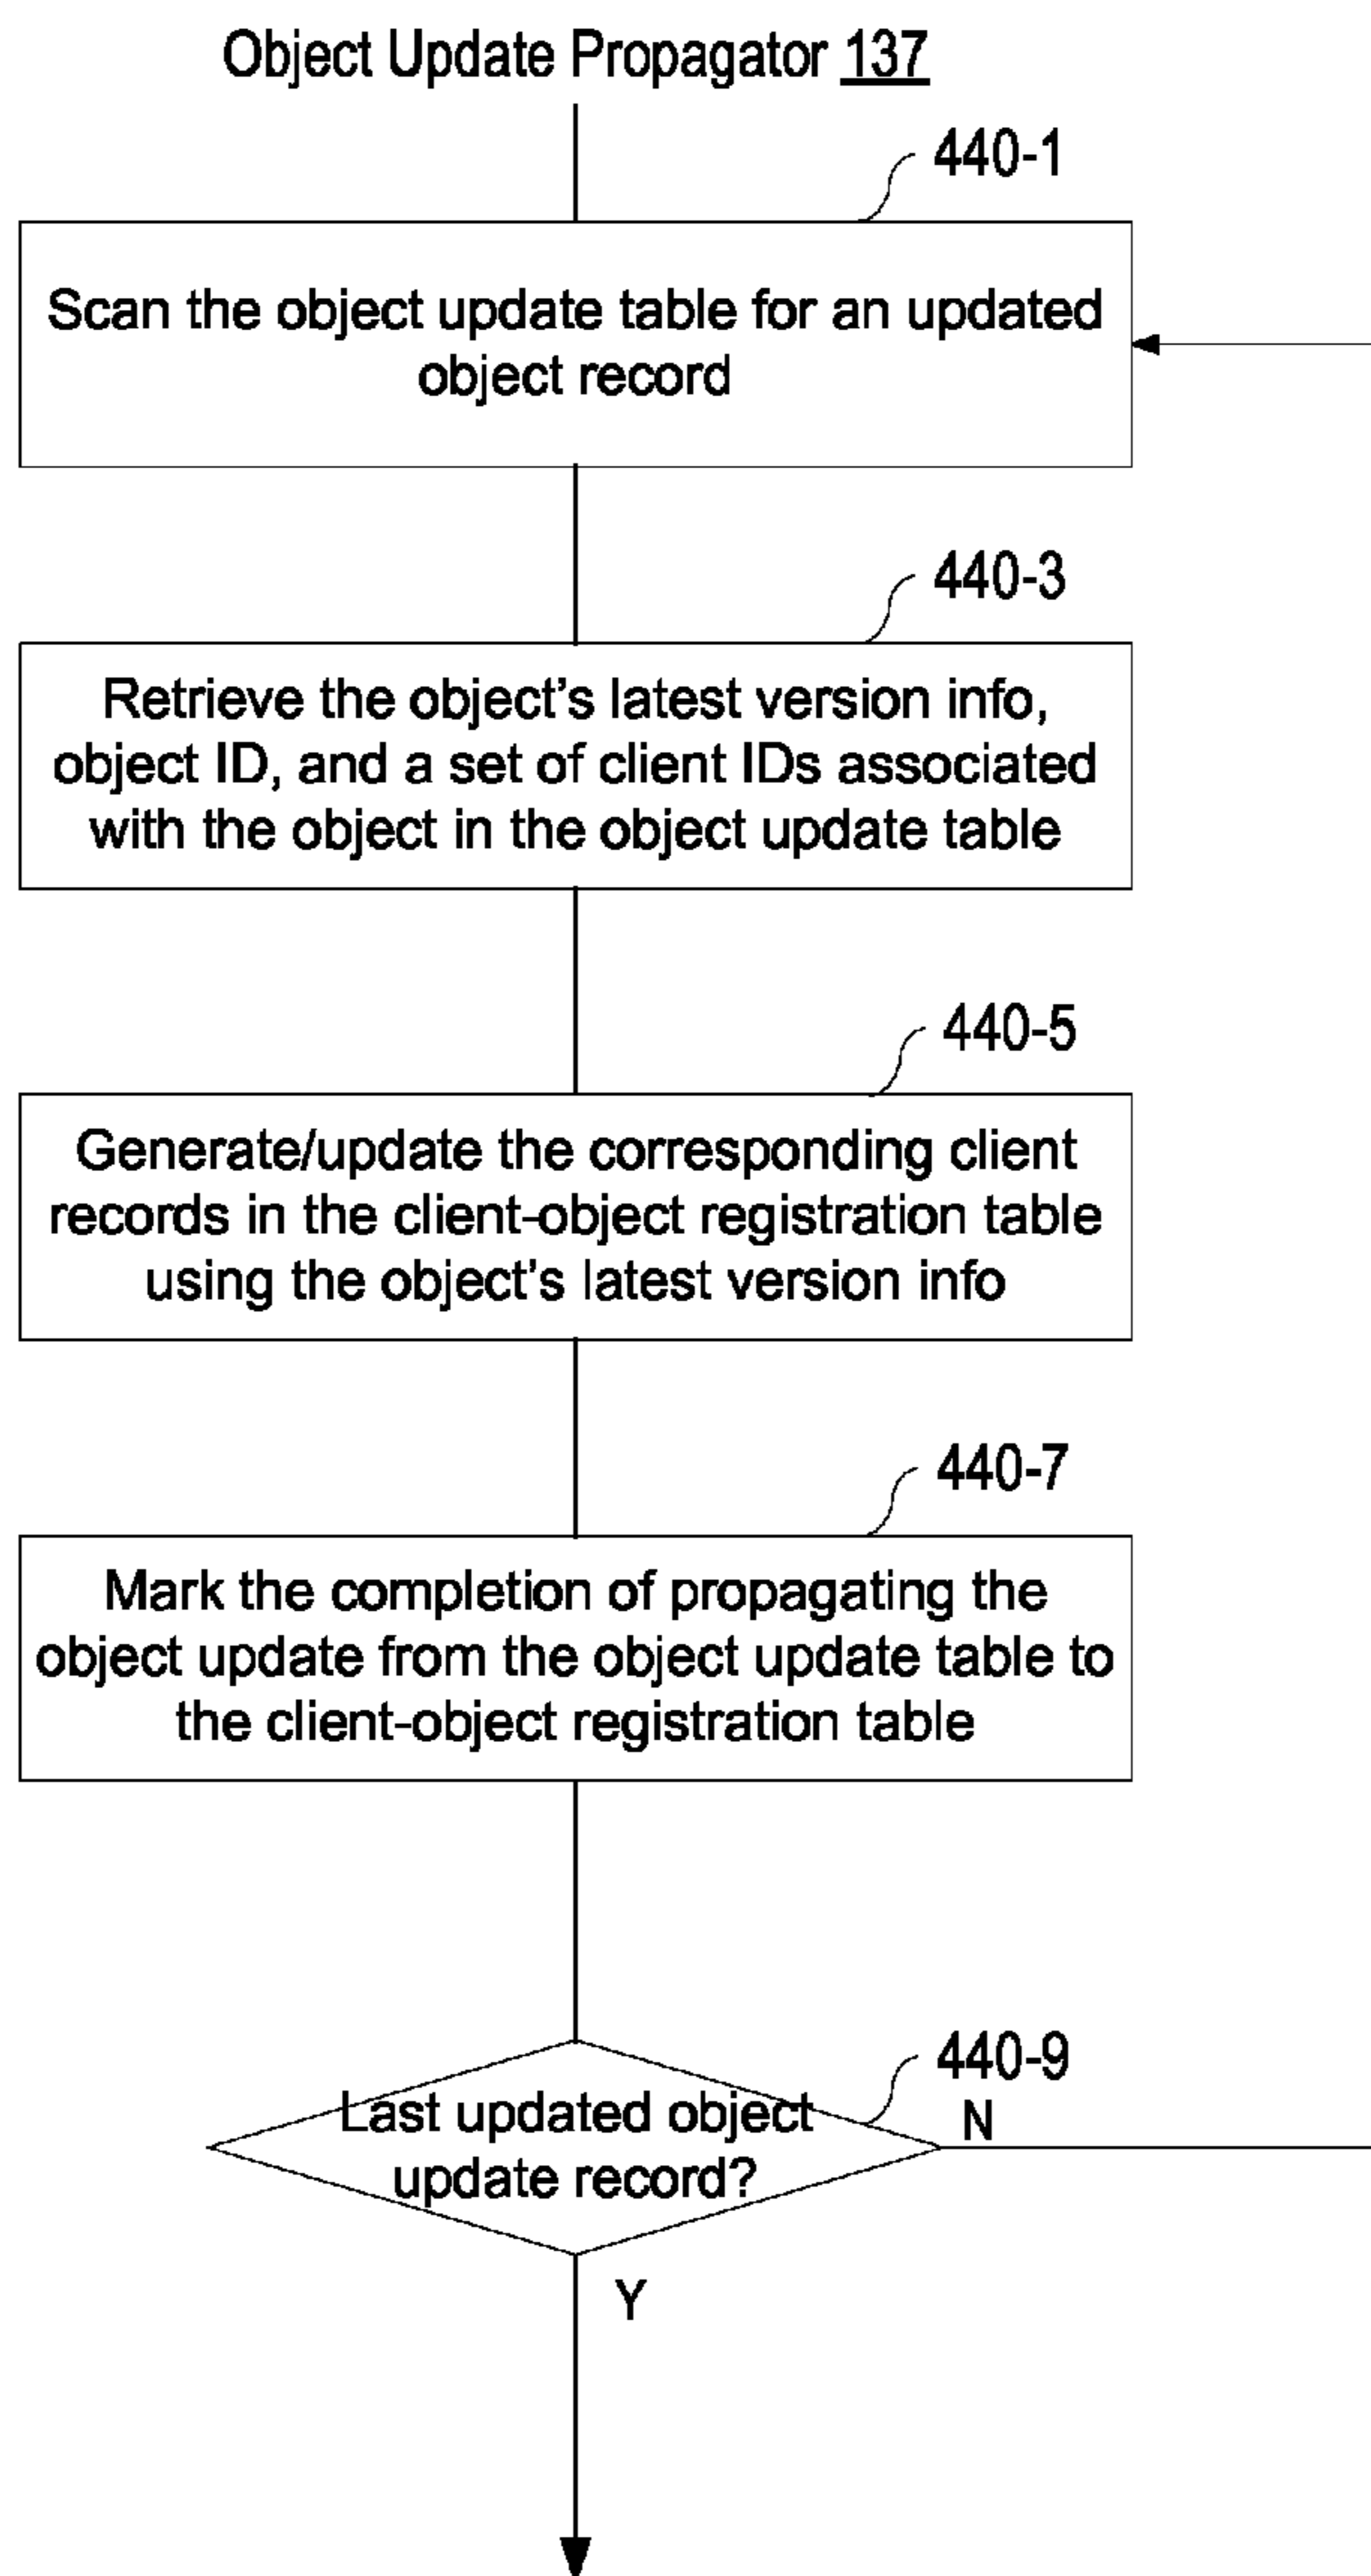 Object Update Propagator 137
440-1
Scan the object update table for an updated
object record
440-3
Retrieve the object's latest version info,
object ID, and a set of client IDs associated
with the object in the object update table
440-5
Generate/update the corresponding client
records in the client-object registration table
using the object's latest version info
440-7
Mark the completion of propagating the
object update from the object update table to
the client-object registration table
440-9
Last updated object
update record?
N
Y